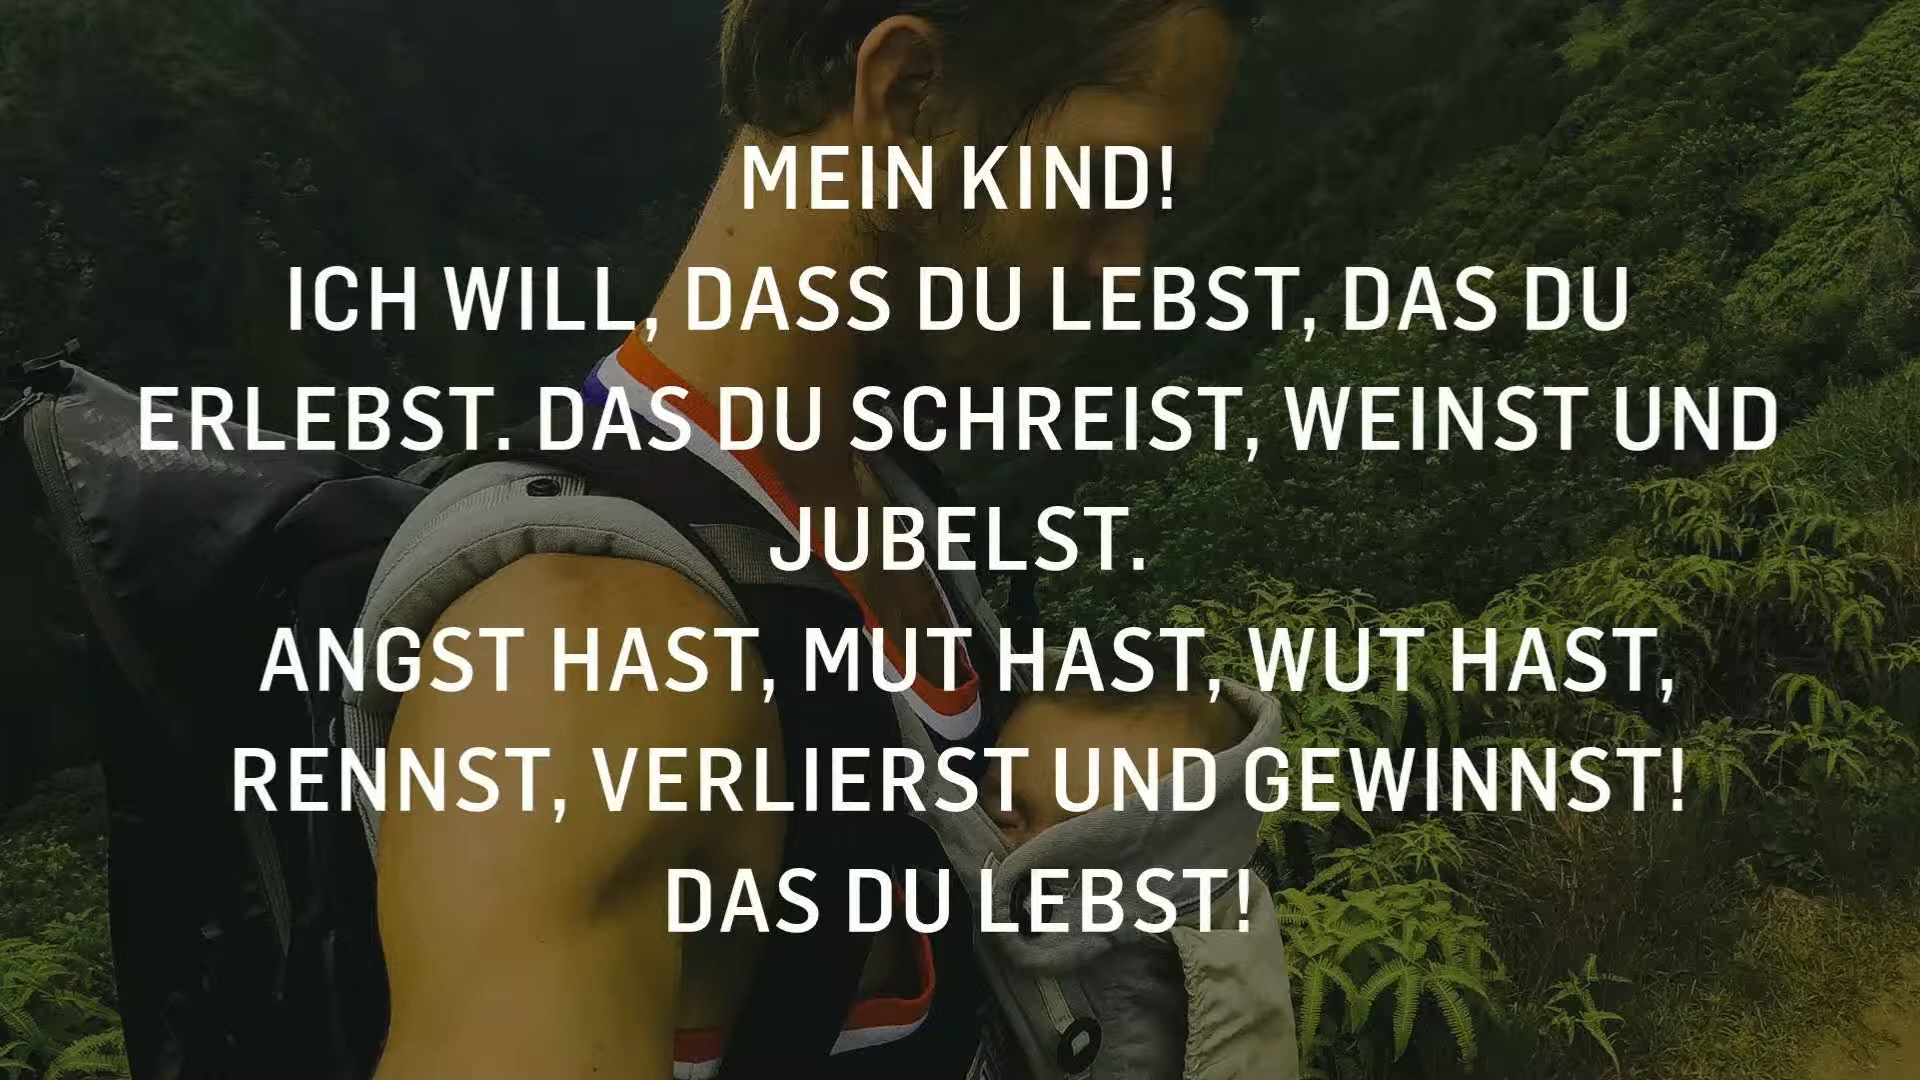 MEIN KIND!
ICH WILL, DASS DU LEBST, DAS DU
ERLEBST. DAS DU SCHREIST, WEINST UND
JUBELST.
ANGST HAST, MUT HAST, WUT HAST,
RENNST, VERLIERST UND GEWINNST!
DAS DU LEBST!